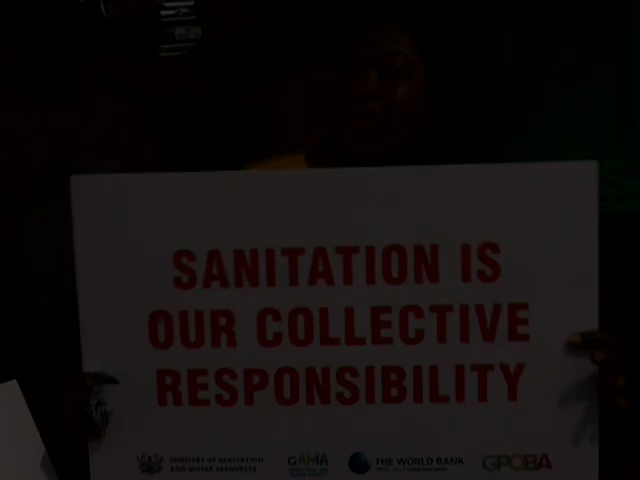 SANITATION IS
OUR COLLECTIVE
RESPONSIBILITY
MINISTRY OF SANITATION
AND WATER RESOURCES
GAMA
THE WORLD BANK
GPOBA